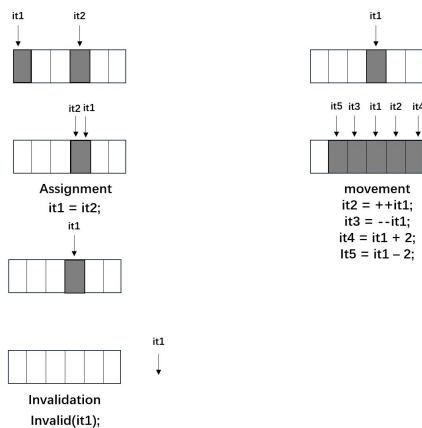 it1
it2
it1
it2 it1
it5 it3 it1 it2 it4
Assignment
it1 = it2;
movement
it2 = ++it1;
it3 = --it1;
it4 = it1 + 2;
It5 = it1 – 2;
it1
it1
Invalidation
Invalid(it1);